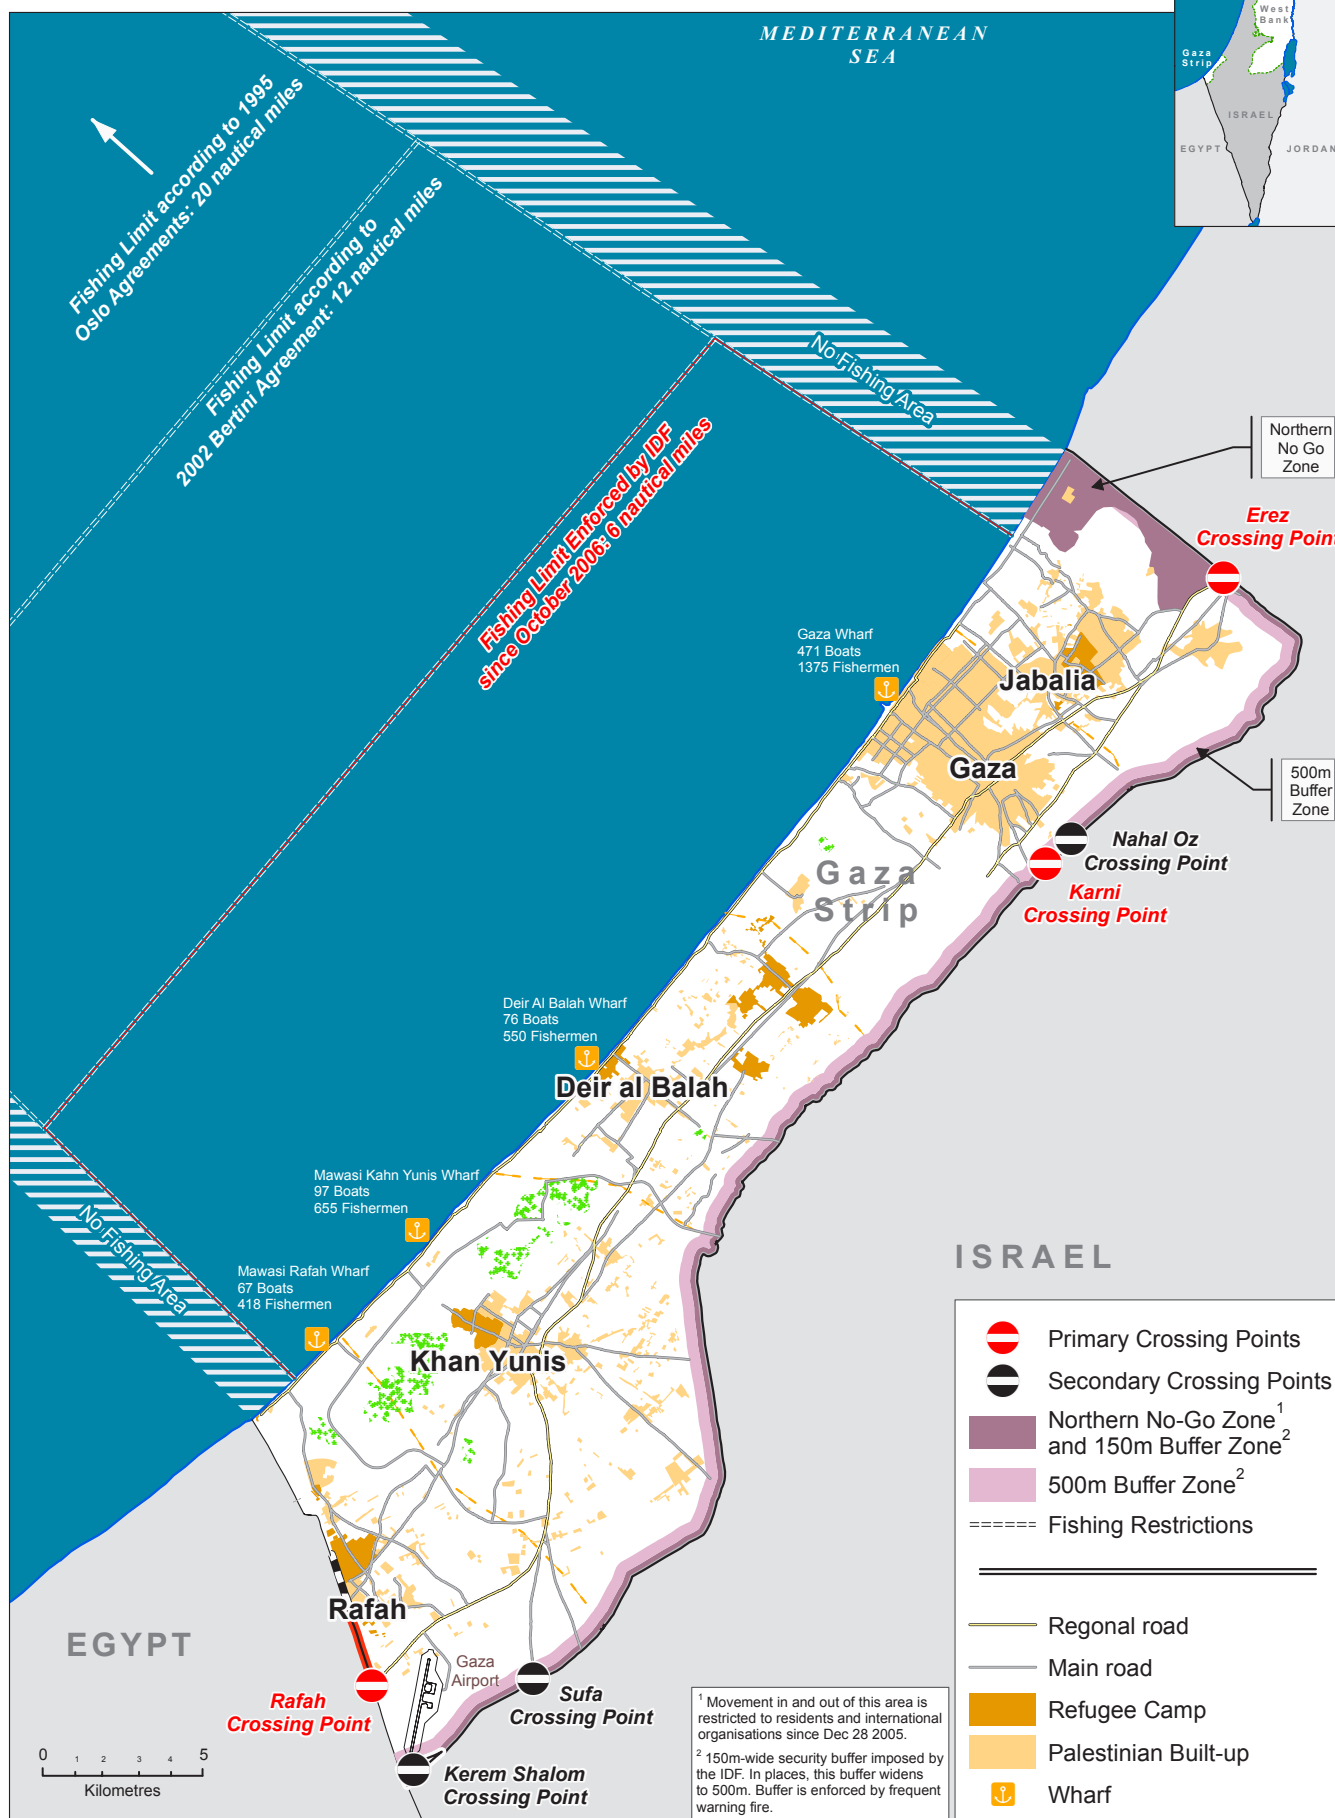 MEDITERRANEAN
SEA
West
Bank
Gaza
Strip
ISRAEL
EGYPT
JORDAN
Fishing Limit according to 1995
Oslo Agreements: 20 nautical miles
Fishing Limit according to
2002 Bertini Agreement: 12 nautical miles
Fishing Limit Enforced by IDF
since October 2006: 6 nautical miles
No Fishing Area
Northern
No Go
Zone
Erez
Crossing Point
Gaza Wharf
471 Boats
1375 Fishermen
Jabalia
Gaza
500m
Buffer
Zone
Nahal Oz
Crossing Point
Karni
Crossing Point
Gaza
Strip
Deir Al Balah Wharf
76 Boats
550 Fishermen
Deir al Balah
Mawasi Kahn Yunis Wharf
97 Boats
655 Fishermen
No Fishing Area
Mawasi Rafah Wharf
67 Boats
418 Fishermen
Khan Yunis
ISRAEL
Rafah
EGYPT
Gaza
Airport
Rafah
Crossing Point
Sufa
Crossing Point
Kerem Shalom
Crossing Point
0 1 2 3 4 5
Kilometres
1 Movement in and out of this area is
restricted to residents and international
organisations since Dec 28 2005.
2 150m-wide security buffer imposed by
the IDF. In places, this buffer widens
to 500m. Buffer is enforced by frequent
warning fire.
Primary Crossing Points
Secondary Crossing Points
Northern No-Go Zone1
and 150m Buffer Zone2
500m Buffer Zone2
Fishing Restrictions
Regonal road
Main road
Refugee Camp
Palestinian Built-up
Wharf